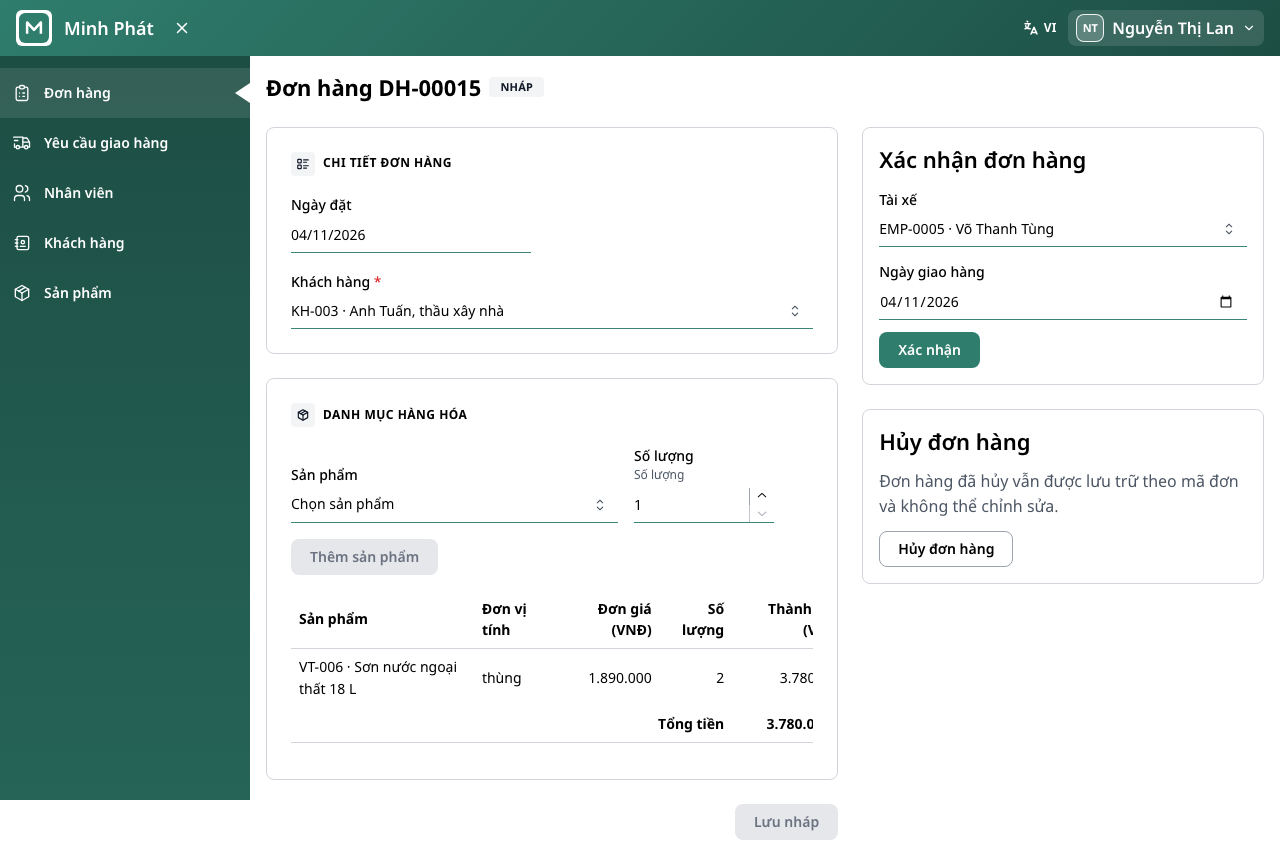 Minh Phát
VI
NT
Nguyễn Thị Lan
Đơn hàng
Yêu cầu giao hàng
Nhân viên
Khách hàng
Sản phẩm
Đơn hàng DH-00015
NHÁP
CHI TIẾT ĐƠN HÀNG
Ngày đặt
04/11/2026
Khách hàng *
KH-003 · Anh Tuấn, thầu xây nhà
DANH MỤC HÀNG HÓA
Sản phẩm
Chọn sản phẩm
Số lượng
Số lượng
1
Thêm sản phẩm
Sản phẩm
Đơn vị
tính
Đơn giá
(VNĐ)
Số
lượng
Thành
VT-006 · Sơn nước ngoại
thất 18 L
thùng
1.890.000
2
3.780
Tổng tiền
3.780.0
Lưu nháp
Xác nhận đơn hàng
Tài xế
EMP-0005 · Võ Thanh Tùng
Ngày giao hàng
04/11/2026
Xác nhận
Hủy đơn hàng
Đơn hàng đã hủy vẫn được lưu trữ theo mã đơn
và không thể chỉnh sửa.
Hủy đơn hàng